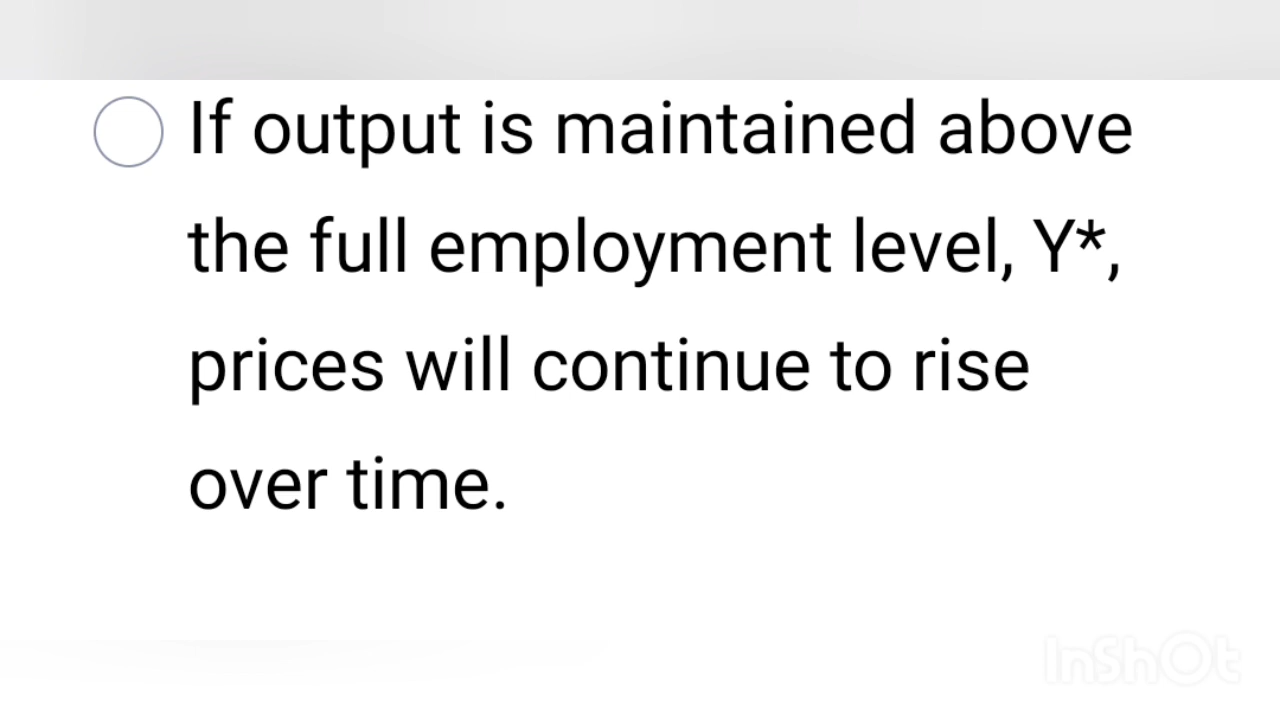 If output is maintained above
the full employment level, Y*,
prices will continue to rise
over time.
InShOt